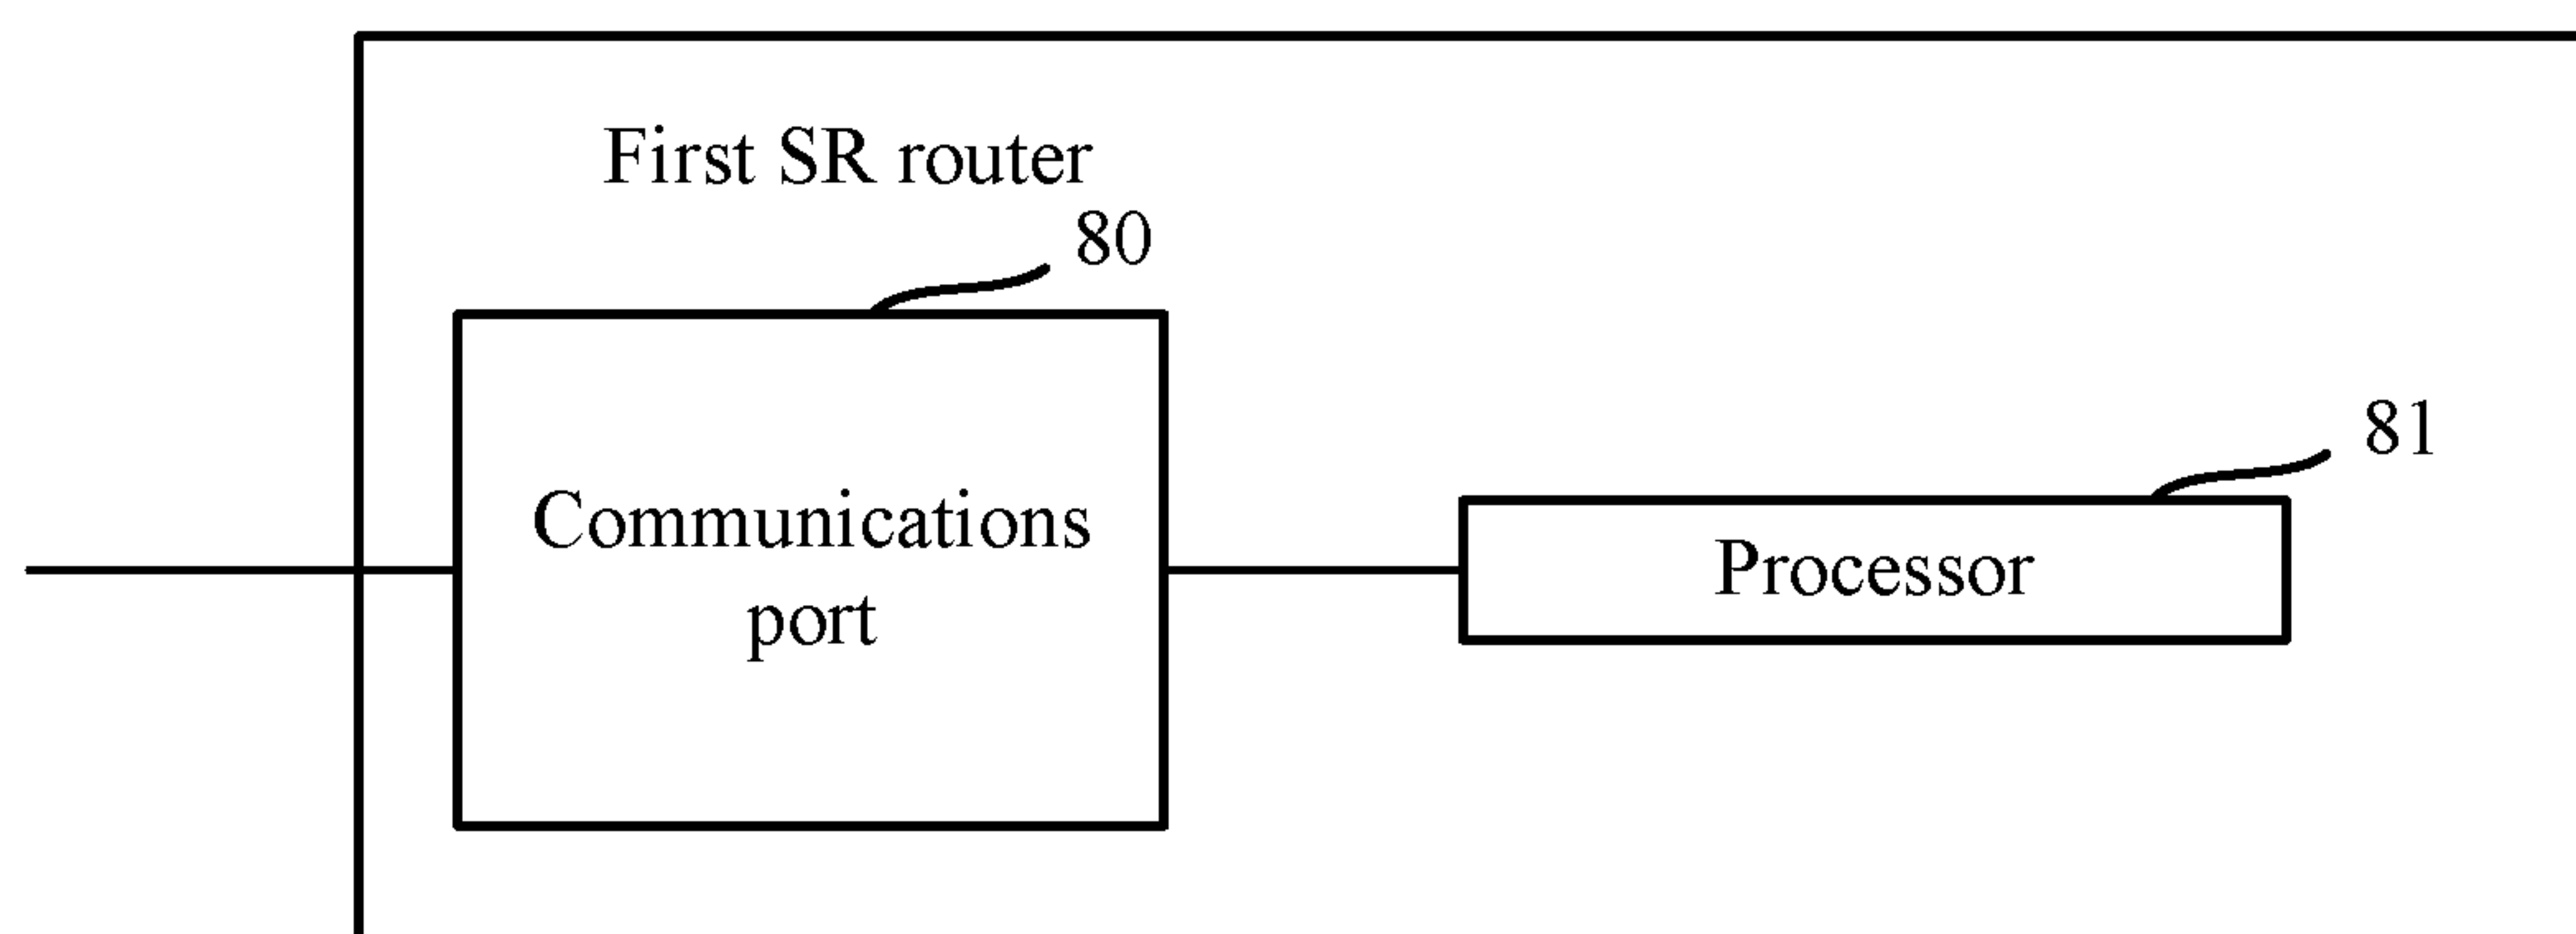 First SR router
80
81
Communications
port
Processor